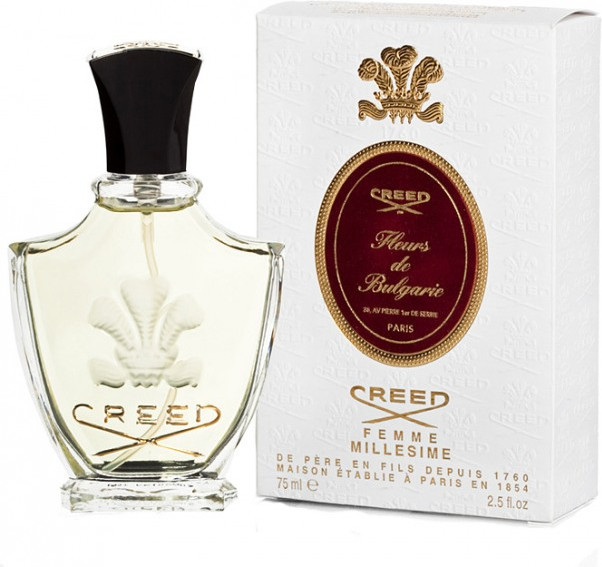 CREED
CREED
Fleurs
de
Bulgarie
PARIS
CREED
FEMME
MILLESIME
DE PÈRE EN FILS DEPUIS 1760
MAISON ÉTABLIE À PARIS EN 1854
75 ml ℮ 2.5 fl.oz